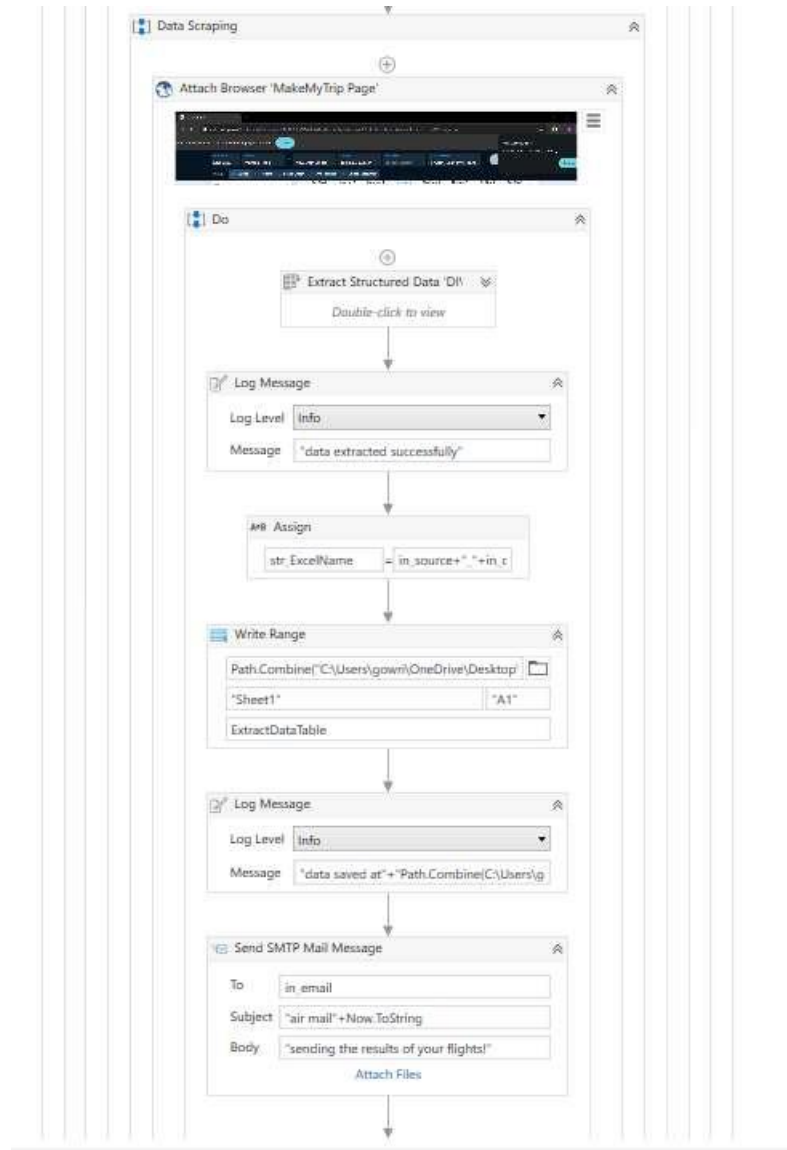 Data Scraping
Attach Browser 'MakeMyTrip Page'
Do
Extract Structured Data 'DI\
Double-click to view
Log Message
Log Level Info
Message "data extracted successfully"
A+B Assign
str_ExcelName = in_source+"_"+in_c
Write Range
Path.Combine("C:\Users\gowri\OneDrive\Desktop'
"Sheet1" "A1"
ExtractDataTable
Log Message
Log Level Info
Message "data saved at"+"Path.Combine(C:\Users\g
Send SMTP Mail Message
To in_email
Subject "air mail"+Now.ToString
Body "sending the results of your flights!"
Attach Files